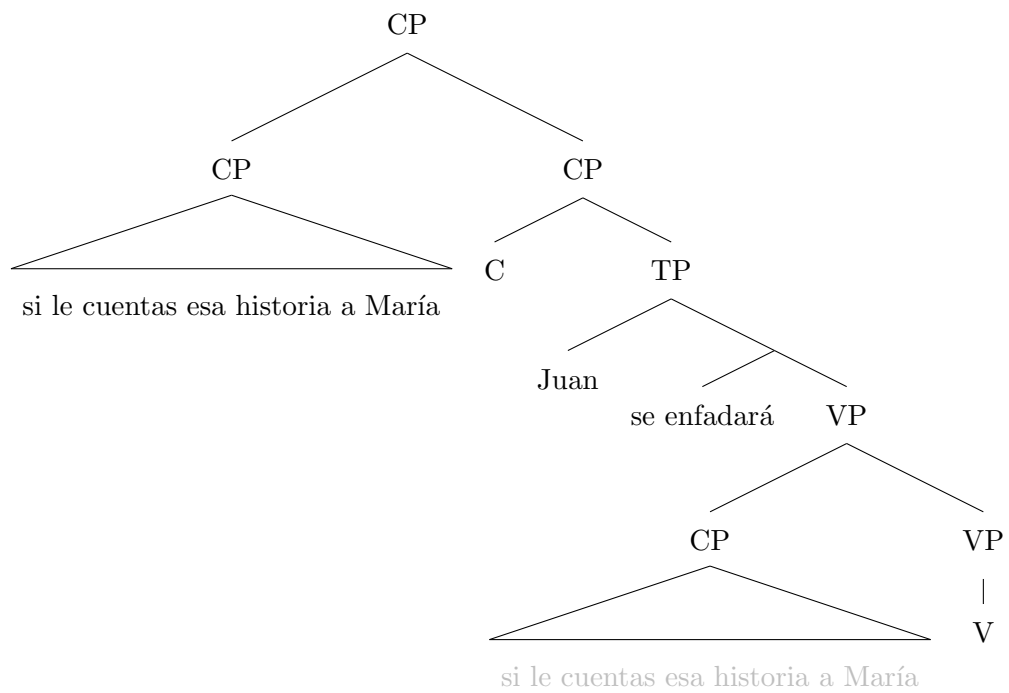 CP
CP CP
si le cuentas esa historia a María
C TP
Juan
se enfadará VP
CP VP
V
si le cuentas esa historia a María